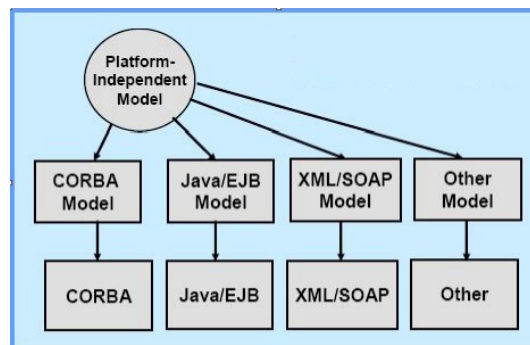 Platform-
Independent
Model
CORBA
Model
Java/EJB
Model
XML/SOAP
Model
Other
Model
CORBA
Java/EJB
XML/SOAP
Other